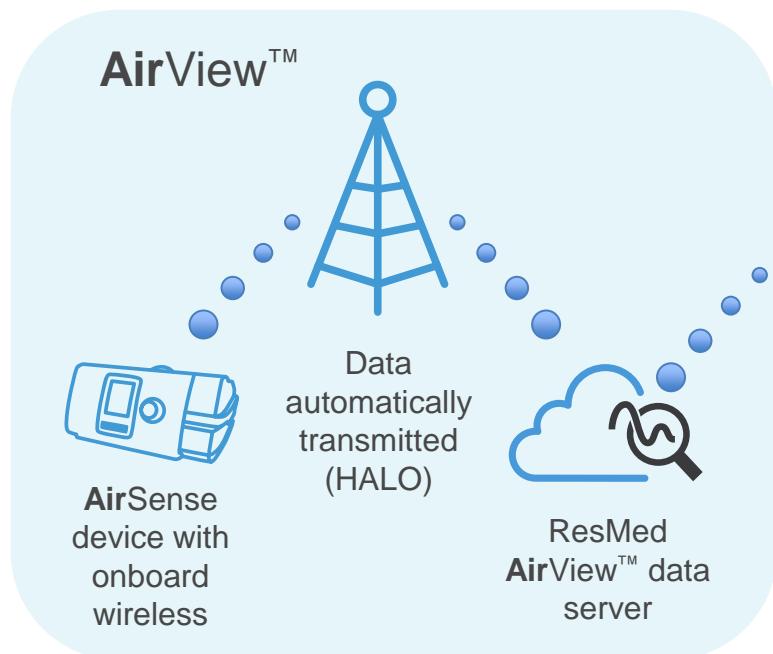 AirView™
Data
automatically
transmitted
(HALO)
AirSense
device with
onboard
wireless
ResMed
AirView™ data
server